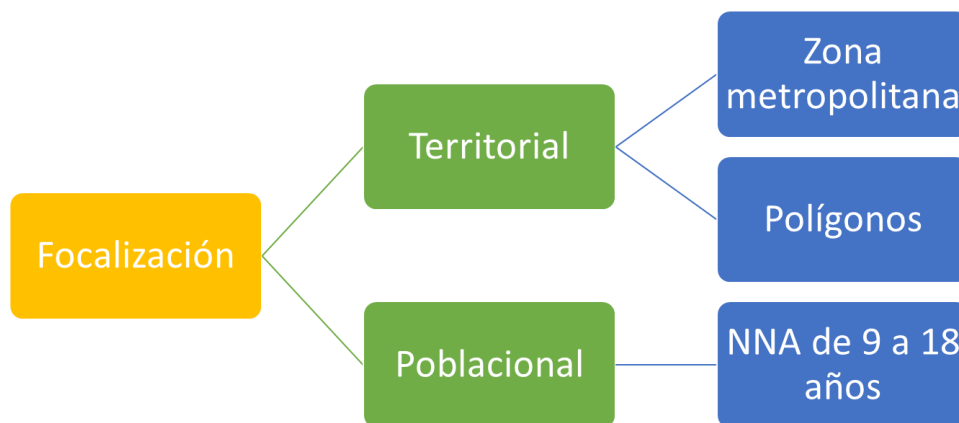 Focalización
Territorial
Zona
metropolitana
Polígonos
Poblacional
NNA de 9 a 18
años